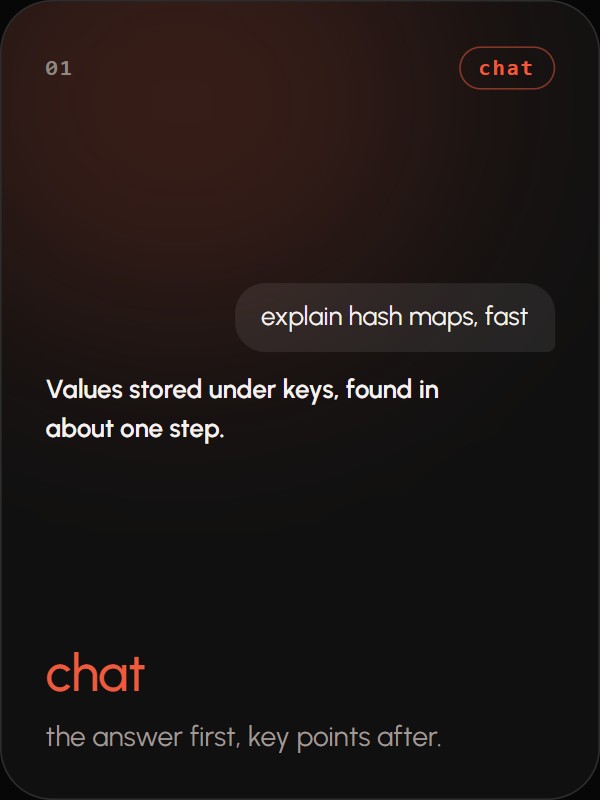 01
chat
explain hash maps, fast
Values stored under keys, found in
about one step.
chat
the answer first, key points after.